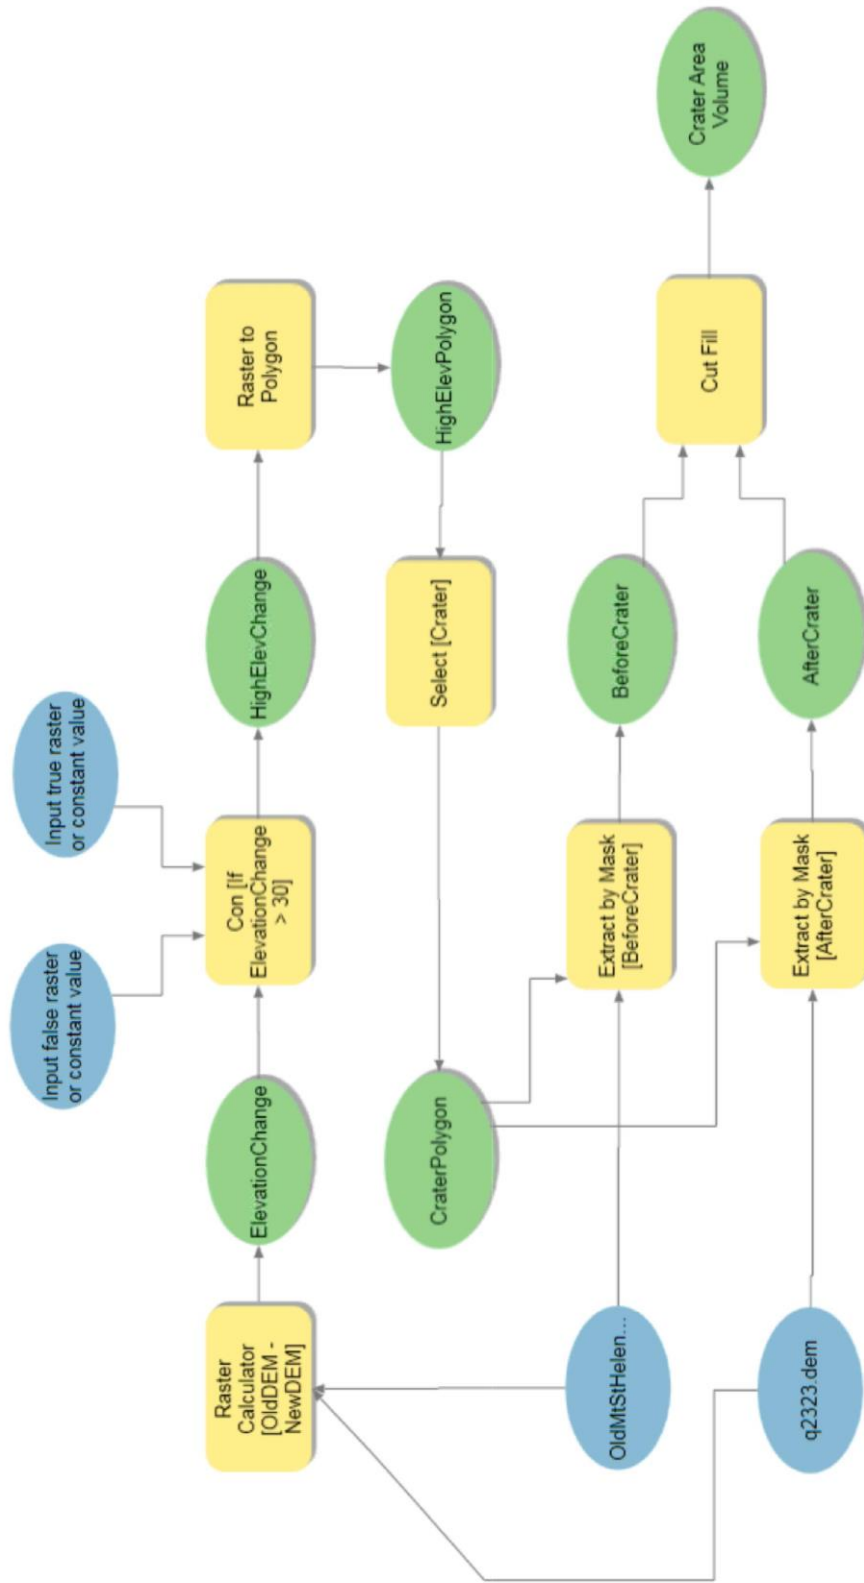 Input false raster
or constant value
Input true raster
or constant value
Raster
Calculator
[OldDEM -
NewDEM]
ElevationChange
Con [If
ElevationChange
> 30]
HighElevChange
Raster to
Polygon
CraterPolygon
Select [Crater]
HighElevPolygon
OldMtStHelen...
Extract by Mask
[BeforeCrater]
BeforeCrater
Cut Fill
Crater Area
Volume
q2323.dem
Extract by Mask
[AfterCrater]
AfterCrater